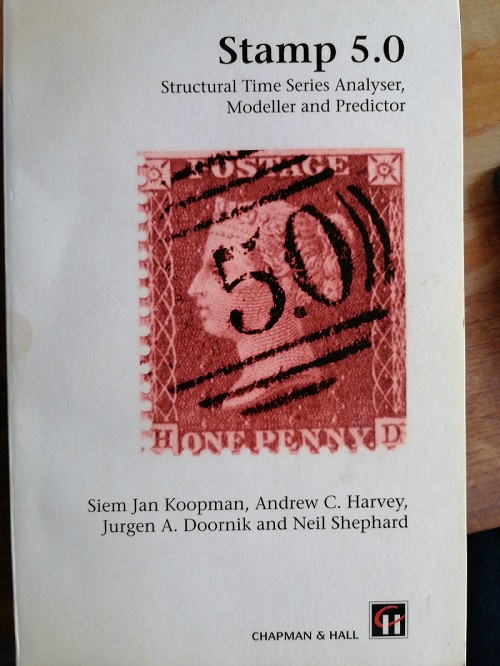 Stamp 5.0
Structural Time Series Analyser,
Modeller and Predictor
POSTAGE
5.0
H ONE PENNY. D
Siem Jan Koopman, Andrew C. Harvey,
Jurgen A. Doornik and Neil Shephard
CHAPMAN & HALL CH